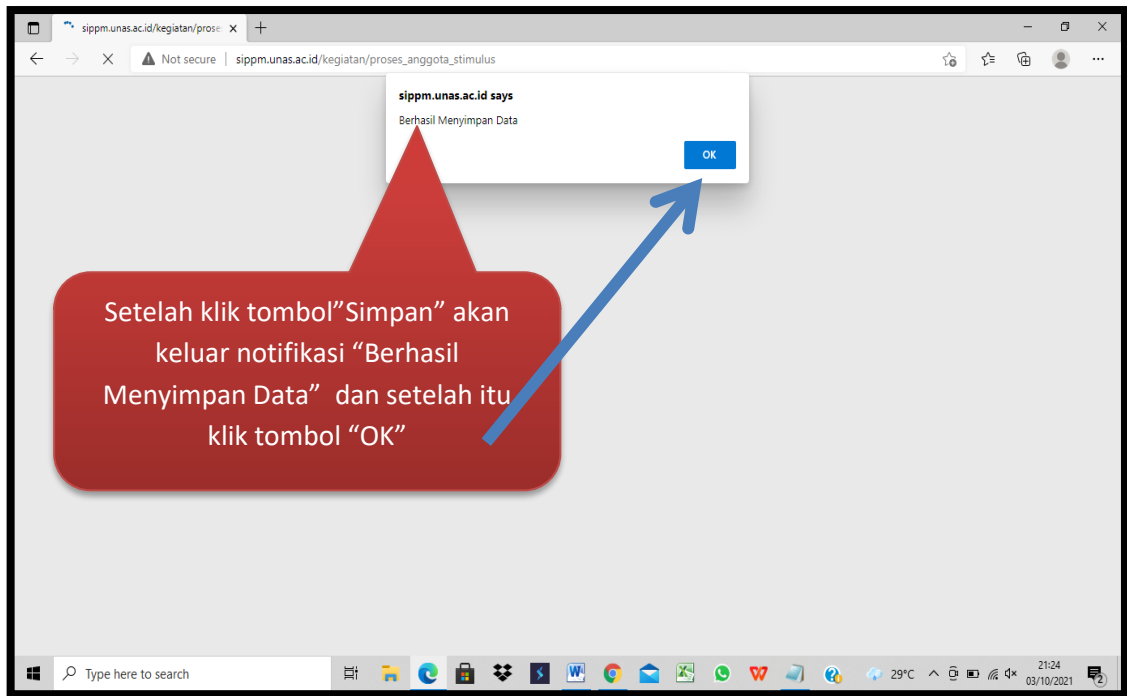 sippm.unas.ac.id/kegiatan/prose
Not secure | sippm.unas.ac.id/kegiatan/proses_anggota_stimulus
sippm.unas.ac.id says
Berhasil Menyimpan Data
OK
Setelah klik tombol”Simpan” akan
keluar notifikasi “Berhasil
Menyimpan Data” dan setelah itu
klik tombol “OK”
Type here to search
29°C
21:24
03/10/2021
2